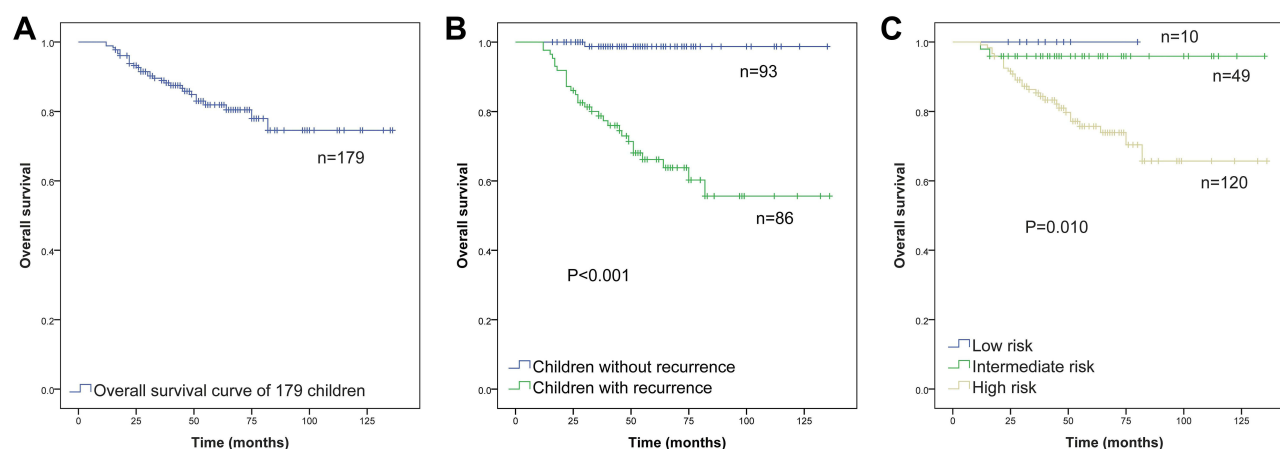 A
Overall survival
1.0
0.8
0.6
0.4
0.2
0.0
n=179
Overall survival curve of 179 children
0 25 50 75 100 125
Time (months)
B
Overall survival
1.0
0.8
0.6
0.4
0.2
0.0
n=93
n=86
P<0.001
Children without recurrence
Children with recurrence
0 25 50 75 100 125
Time (months)
C
Overall survival
1.0
0.8
0.6
0.4
0.2
0.0
n=10
n=49
n=120
P=0.010
Low risk
Intermediate risk
High risk
0 25 50 75 100 125
Time (months)